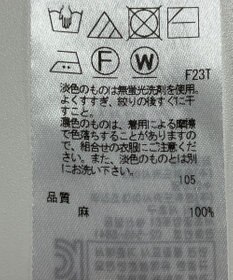 F W
F23T
淡色のものは無蛍光洗剤を使用。
よくすすぎ、絞りの後すぐに干
すこと。
濃色のものは、着用による摩擦
で色落ちすることがありますの
で、組合せの衣服にご注意くださ
い。また、淡色のものとは別
にお洗い下さい。
105
品質
麻 100%